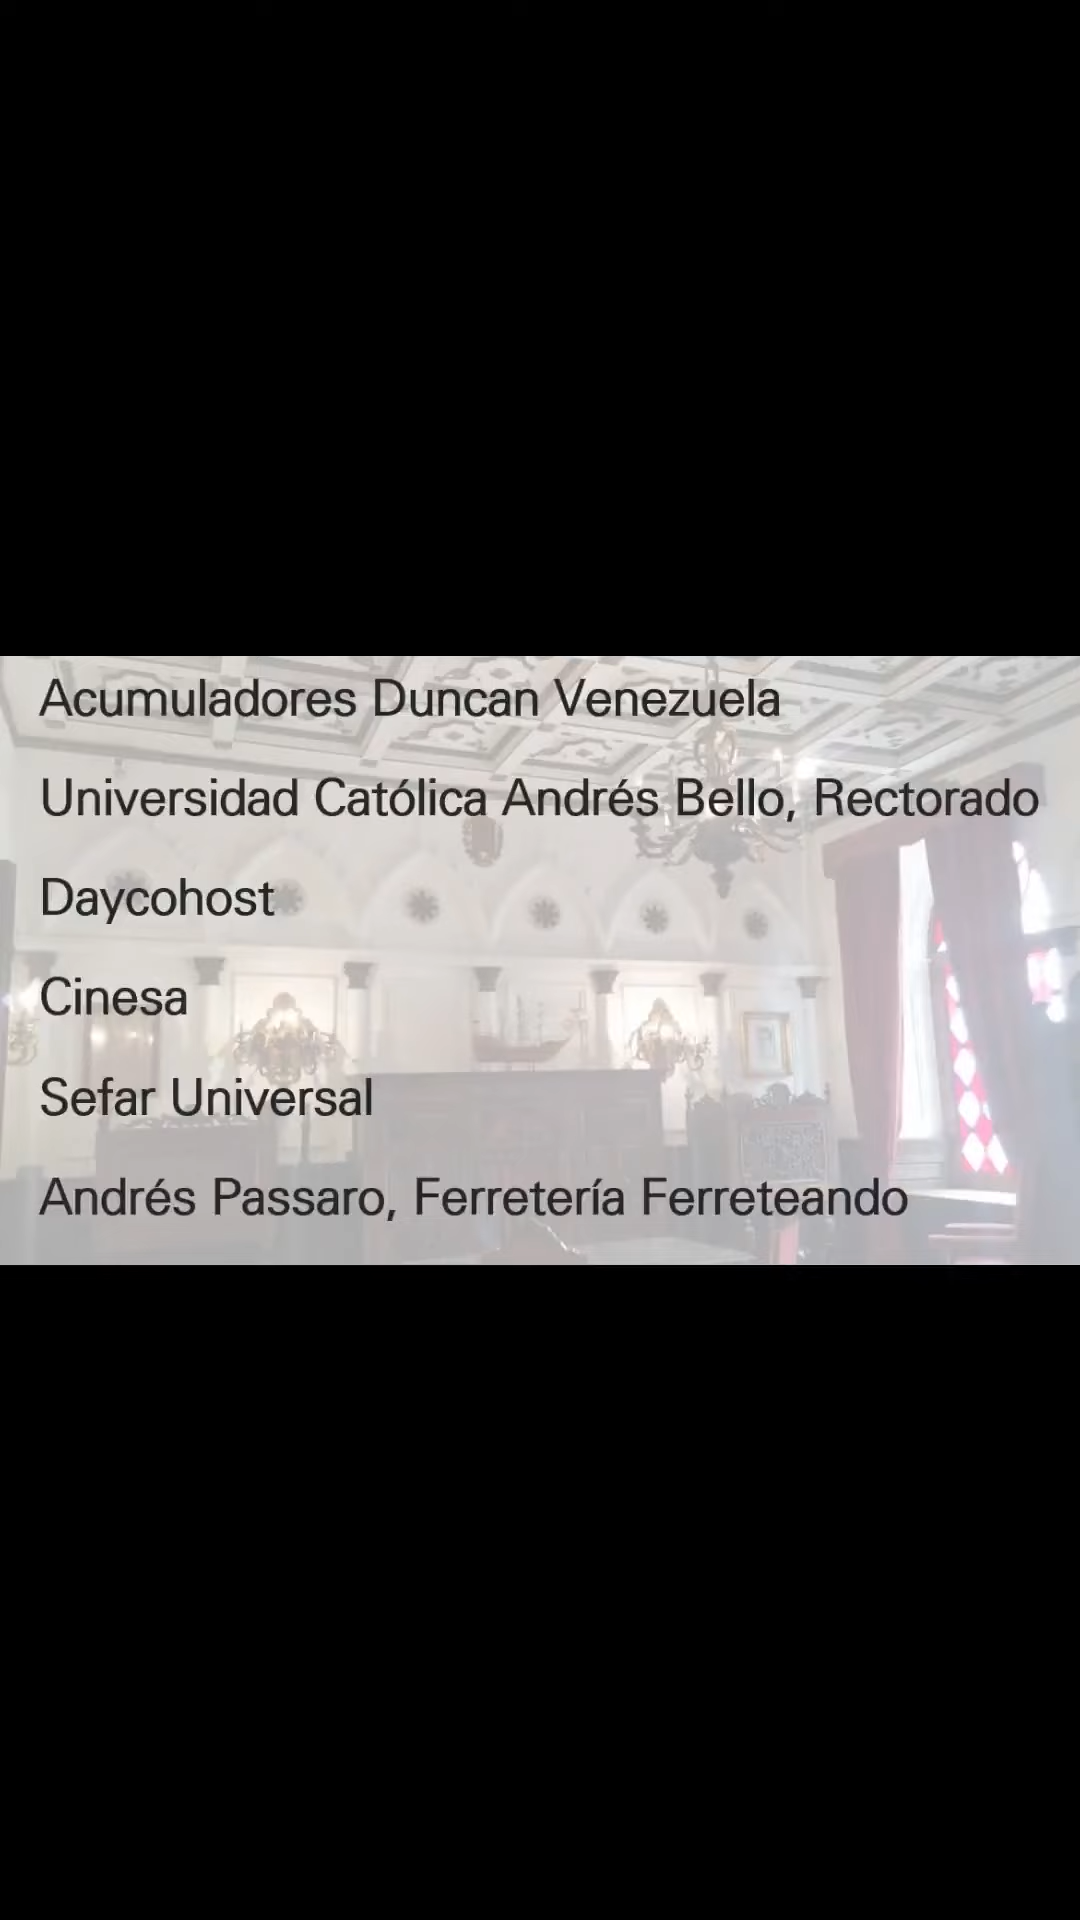 Acumuladores Duncan Venezuela
Universidad Católica Andrés Bello, Rectorado
Daycohost
Cinesa
Sefar Universal
Andrés Passaro, Ferretería Ferreteando